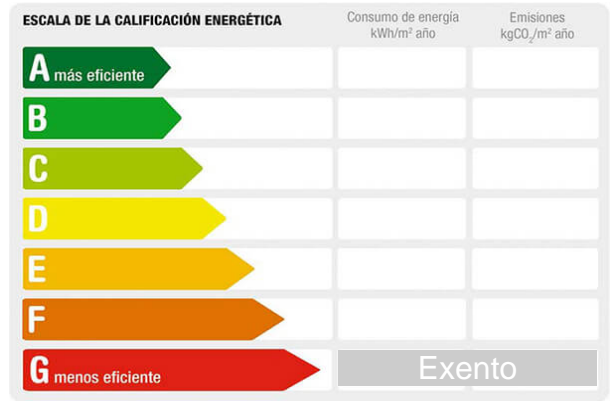 ESCALA DE LA CALIFICACIÓN ENERGÉTICA
Consumo de energía
kWh/m² año
Emisiones
kgCO₂/m² año
A más eficiente
B
C
D
E
F
G menos eficiente
Exento